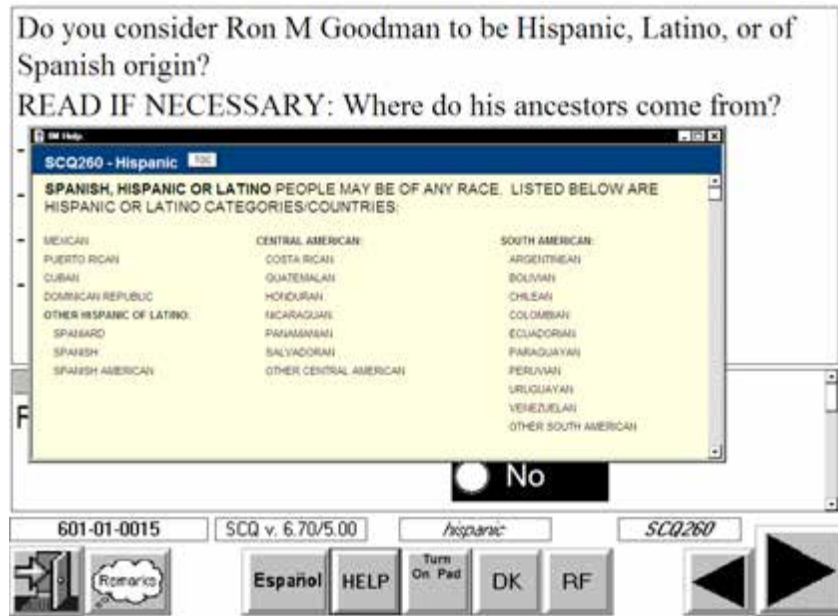 Do you consider Ron M Goodman to be Hispanic, Latino, or of
Spanish origin?
READ IF NECESSARY: Where do his ancestors come from?
Help
SCQ260 - Hispanic TOC
SPANISH, HISPANIC OR LATINO PEOPLE MAY BE OF ANY RACE. LISTED BELOW ARE
HISPANIC OR LATINO CATEGORIES/COUNTRIES:
MEXICAN
PUERTO RICAN
CUBAN
DOMINICAN REPUBLIC
OTHER HISPANIC OF LATINO:
SPANIARD
SPANISH
SPANISH AMERICAN
CENTRAL AMERICAN:
COSTA RICAN
GUATEMALAN
HONDURAN
NICARAGUAN
PANAMANIAN
SALVADORAN
OTHER CENTRAL AMERICAN
SOUTH AMERICAN:
ARGENTINEAN
BOLIVIAN
CHILEAN
COLOMBIAN
ECUADORIAN
PARAGUAYAN
PERUVIAN
URUGUAYAN
VENEZUELAN
OTHER SOUTH AMERICAN
No
601-01-0015 SCQ v. 6.70/5.00 hispanic SCQ260
Remarks Español HELP Turn On Pad DK RF